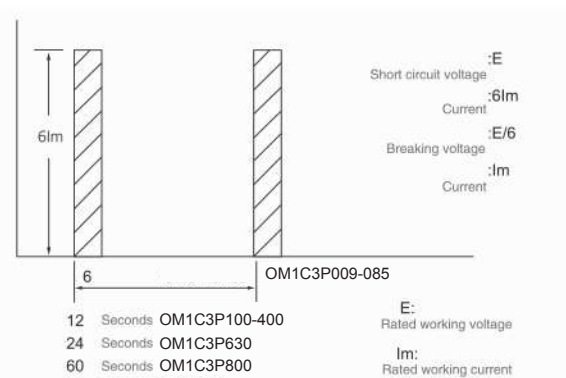 :E
Short circuit voltage
:6Im
Current
6Im
:E/6
Breaking voltage
:Im
Current
6 OM1C3P009-085
12 Seconds OM1C3P100-400
24 Seconds OM1C3P630
60 Seconds OM1C3P800
E:
Rated working voltage
Im:
Rated working current